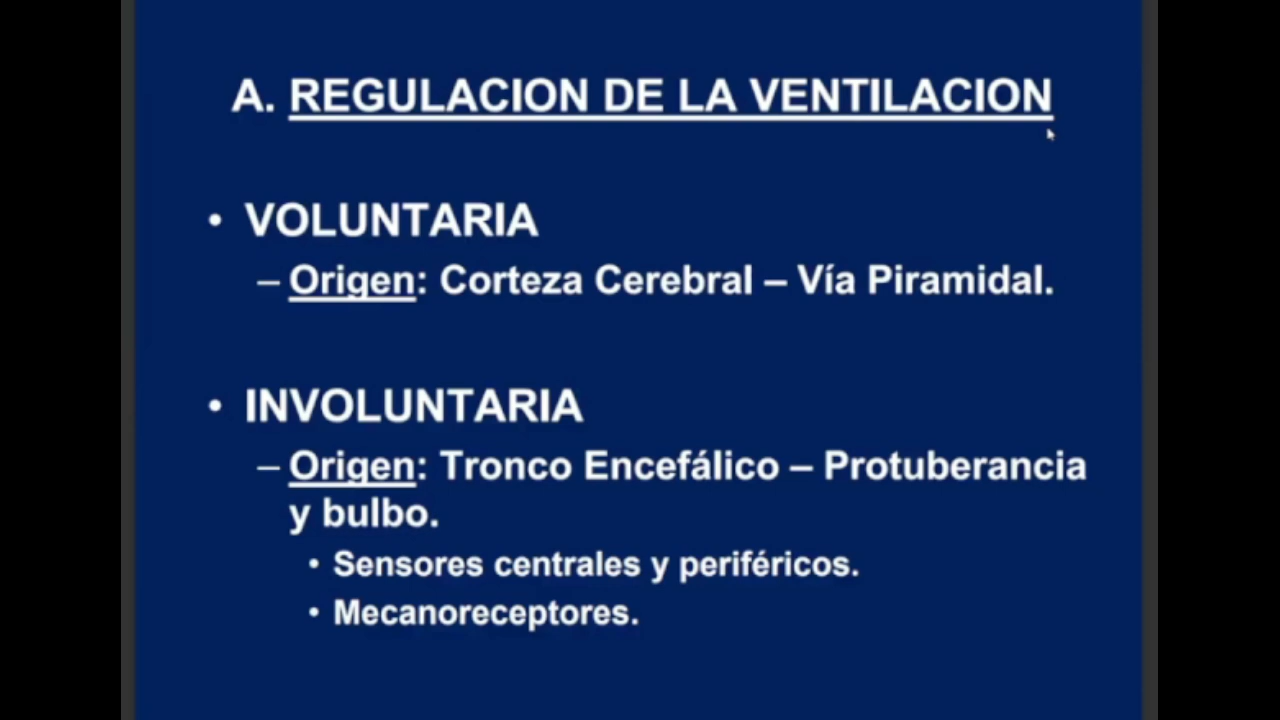 A. REGULACION DE LA VENTILACION
• VOLUNTARIA
– Origen: Corteza Cerebral – Vía Piramidal.
• INVOLUNTARIA
– Origen: Tronco Encefálico – Protuberancia
y bulbo.
• Sensores centrales y periféricos.
• Mecanoreceptores.